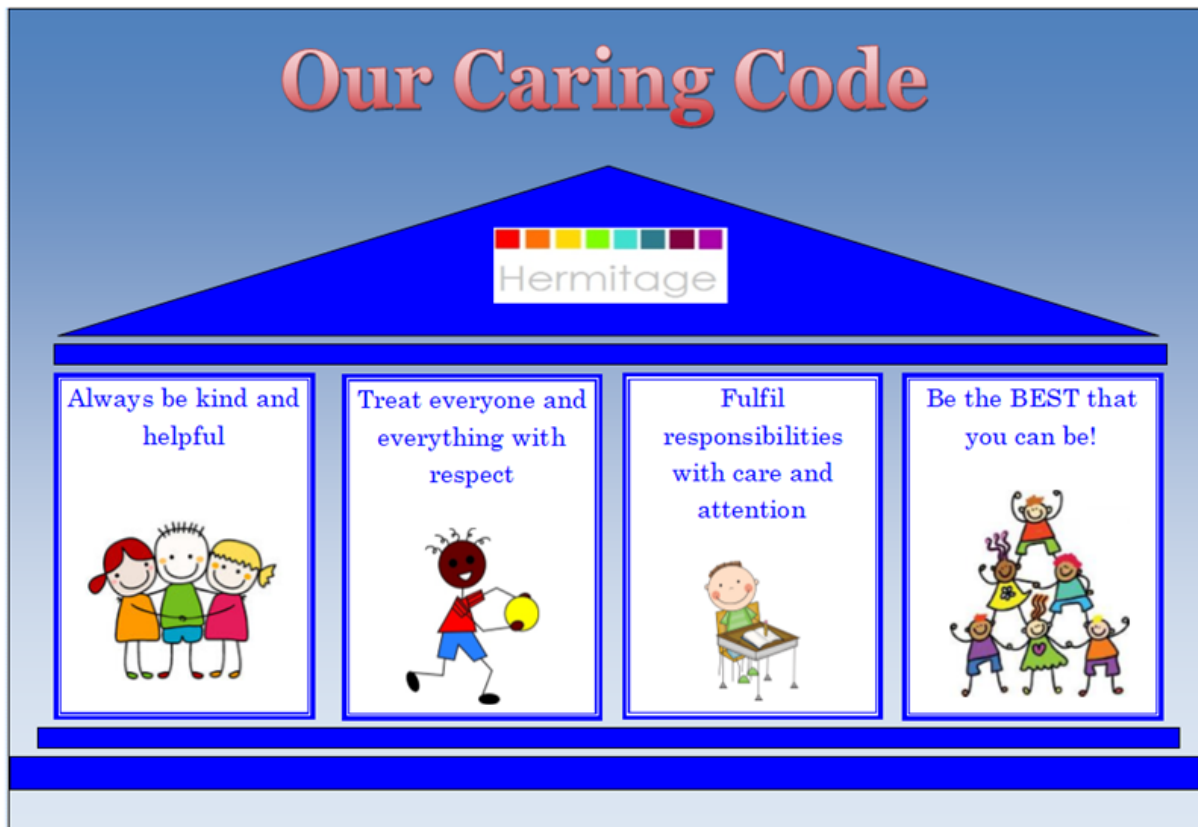 Our Caring Code
Hermitage
Always be kind and
helpful
Treat everyone and
everything with
respect
Fulfil
responsibilities
with care and
attention
Be the BEST that
you can be!